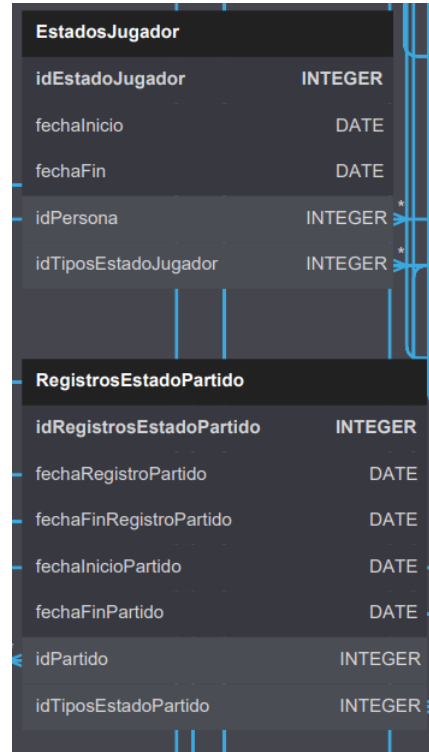 EstadosJugador
idEstadoJugador INTEGER
fechaInicio DATE
fechaFin DATE
idPersona INTEGER *
idTiposEstadoJugador INTEGER *
RegistrosEstadoPartido
idRegistrosEstadoPartido INTEGER
fechaRegistroPartido DATE
fechaFinRegistroPartido DATE
fechaInicioPartido DATE
fechaFinPartido DATE
idPartido INTEGER
idTiposEstadoPartido INTEGER